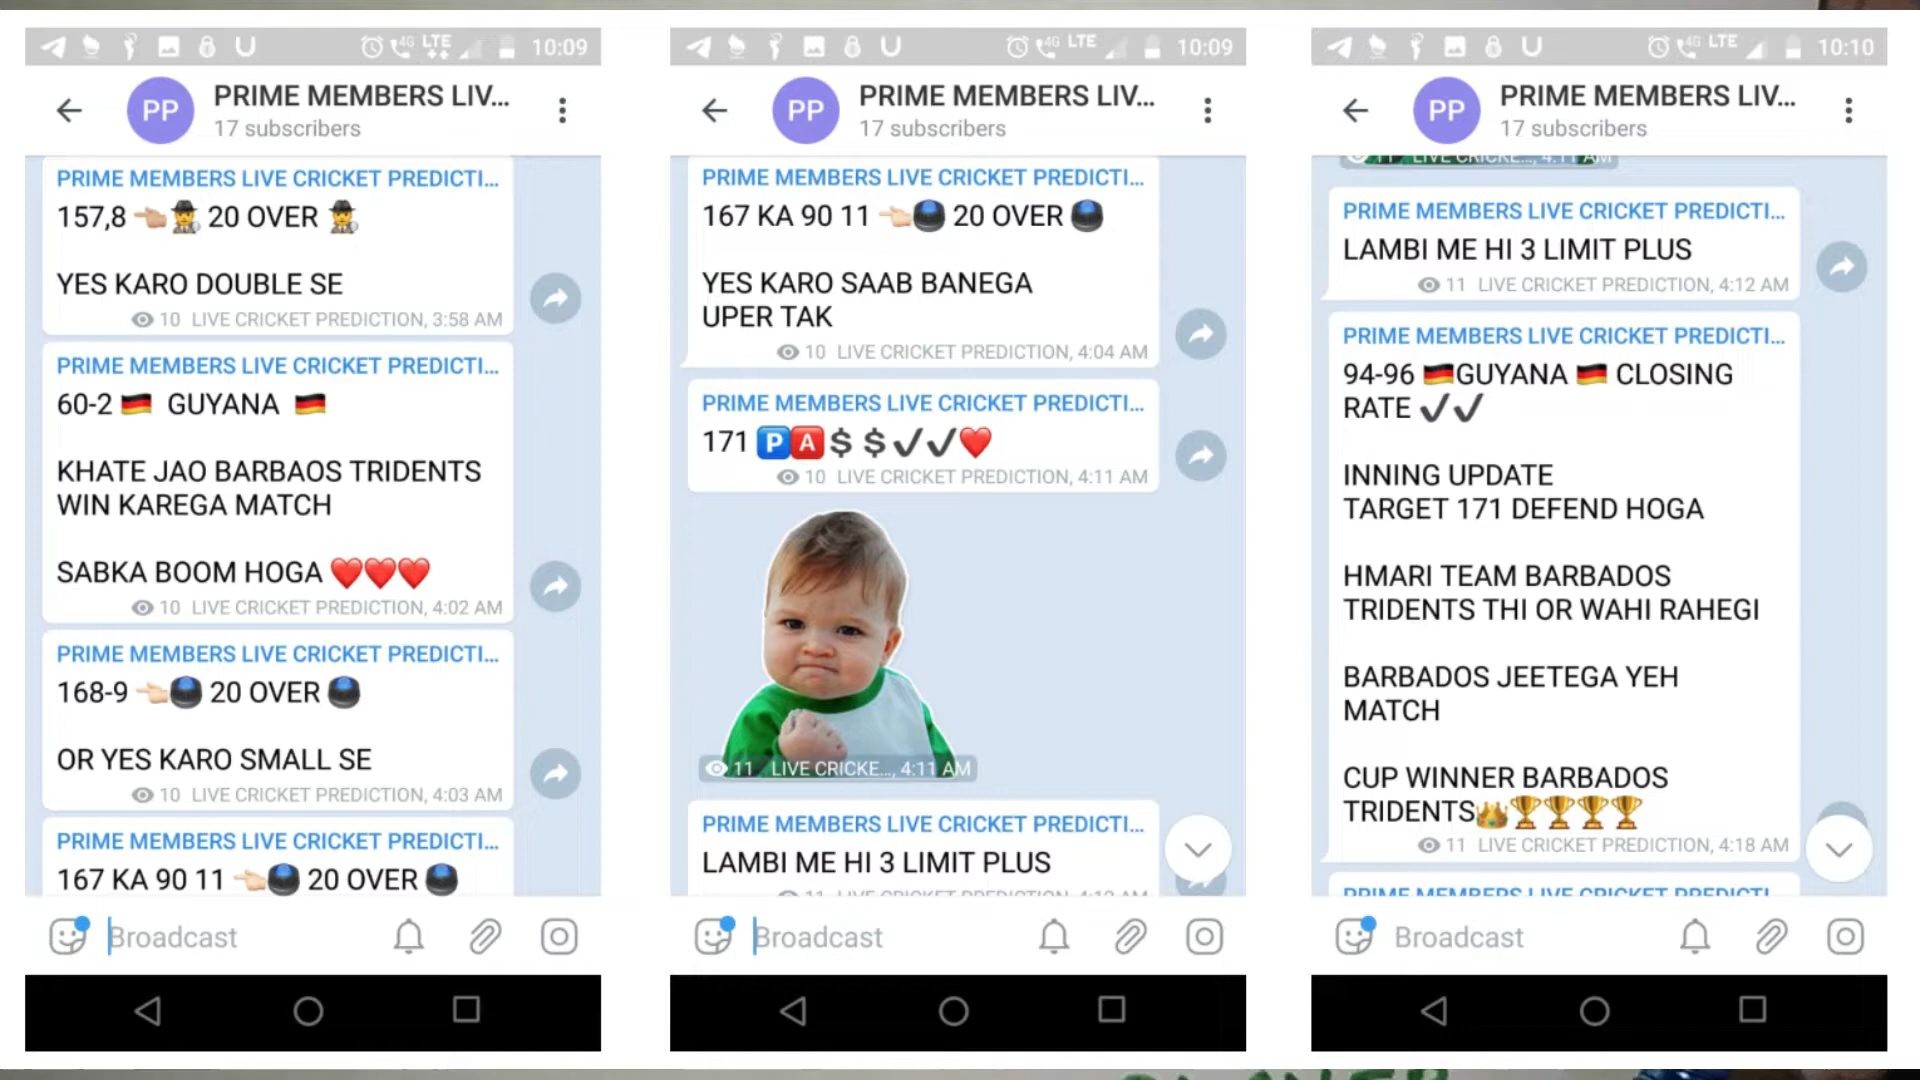 4G LTE 10:09
PP
PRIME MEMBERS LIV...
17 subscribers
PRIME MEMBERS LIVE CRICKET PREDICTI...
157,8 👈🏼🕵 20 OVER 🕵
YES KARO DOUBLE SE
10 LIVE CRICKET PREDICTION, 3:58 AM
PRIME MEMBERS LIVE CRICKET PREDICTI...
60-2 🇩🇪 GUYANA 🇩🇪
KHATE JAO BARBAOS TRIDENTS
WIN KAREGA MATCH
SABKA BOOM HOGA ❤️❤️❤️
10 LIVE CRICKET PREDICTION, 4:02 AM
PRIME MEMBERS LIVE CRICKET PREDICTI...
168-9 20 OVER
OR YES KARO SMALL SE
10 LIVE CRICKET PREDICTION, 4:03 AM
PRIME MEMBERS LIVE CRICKET PREDICTI...
167 KA 90 11 20 OVER
Broadcast
4G LTE 10:09
PP
PRIME MEMBERS LIV...
17 subscribers
PRIME MEMBERS LIVE CRICKET PREDICTI...
167 KA 90 11 20 OVER
YES KARO SAAB BANEGA
UPER TAK
10 LIVE CRICKET PREDICTION, 4:04 AM
PRIME MEMBERS LIVE CRICKET PREDICTI...
171 🅿️🅰️$ $✓✓❤️
10 LIVE CRICKET PREDICTION, 4:11 AM
11 LIVE CRICKE..., 4:11 AM
PRIME MEMBERS LIVE CRICKET PREDICTI...
LAMBI ME HI 3 LIMIT PLUS
11 LIVE CRICKET PREDICTION, 4:12 AM
Broadcast
4G LTE 10:10
PP
PRIME MEMBERS LIV...
17 subscribers
11 LIVE CRICKE..., 4:11 AM
PRIME MEMBERS LIVE CRICKET PREDICTI...
LAMBI ME HI 3 LIMIT PLUS
11 LIVE CRICKET PREDICTION, 4:12 AM
PRIME MEMBERS LIVE CRICKET PREDICTI...
94-96 🇩🇪GUYANA 🇩🇪 CLOSING
RATE ✓✓
INNING UPDATE
TARGET 171 DEFEND HOGA
HMARI TEAM BARBADOS
TRIDENTS THI OR WAHI RAHEGI
BARBADOS JEETEGA YEH
MATCH
CUP WINNER BARBADOS
TRIDENTS👑🏆🏆🏆🏆
11 LIVE CRICKET PREDICTION, 4:18 AM
PRIME MEMBERS LIVE CRICKET PREDICTI...
Broadcast